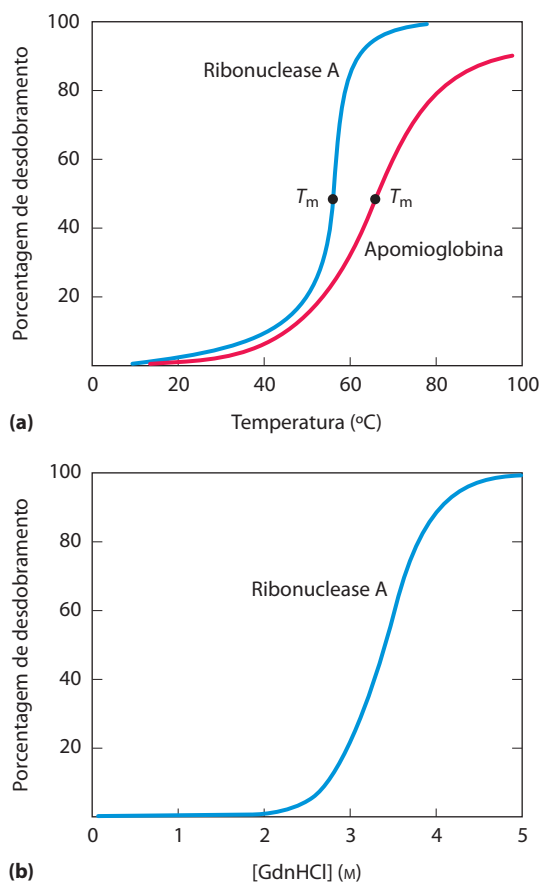 100
80
60
40
20
Porcentagem de desdobramento
Ribonuclease A
Tm
Tm
Apomioglobina
0
20
40
60
80
100
(a)
Temperatura (ºC)
100
80
60
40
20
Porcentagem de desdobramento
Ribonuclease A
0
1
2
3
4
5
(b)
[GdnHCl] (M)